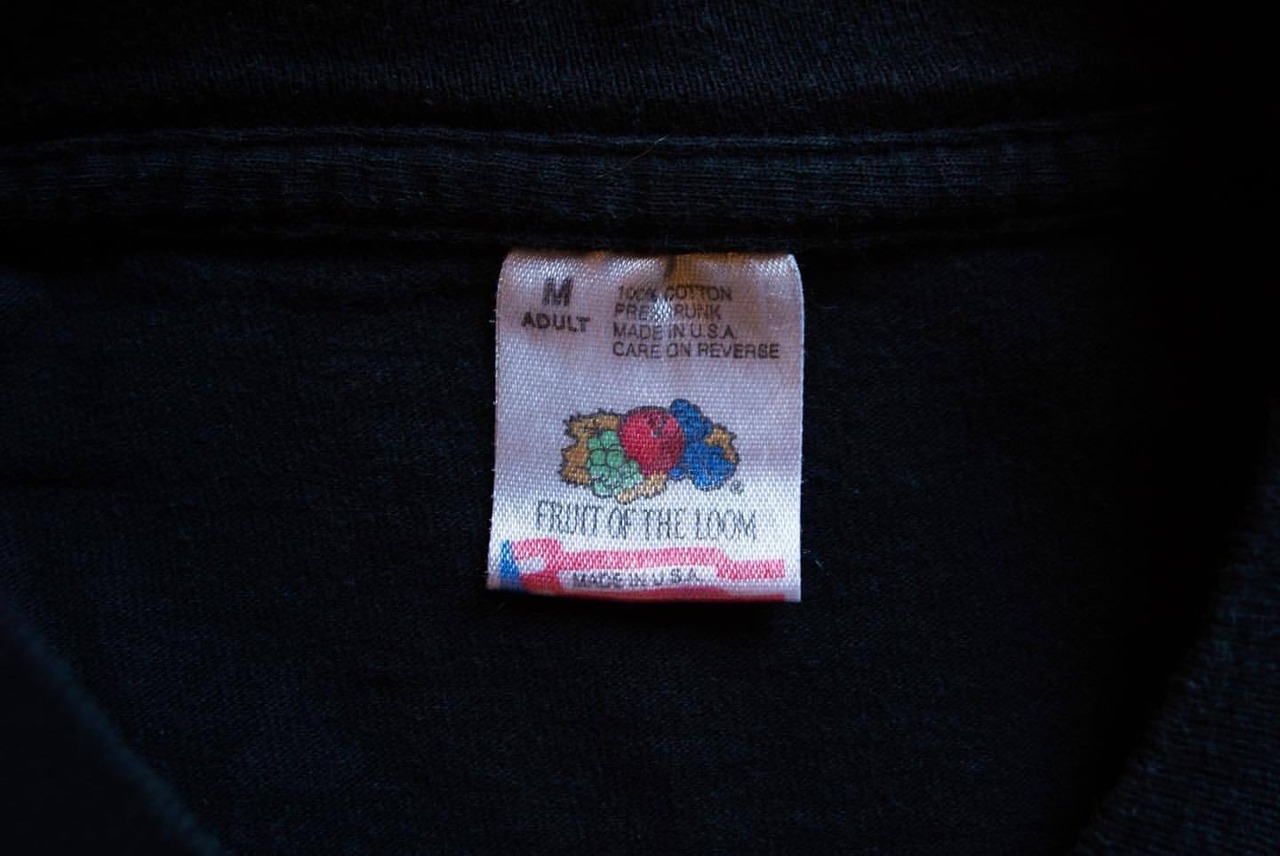 M
ADULT
100% COTTON
PRESHRUNK
MADE IN U.S.A.
CARE ON REVERSE
®
FRUIT OF THE LOOM
MADE IN U.S.A.